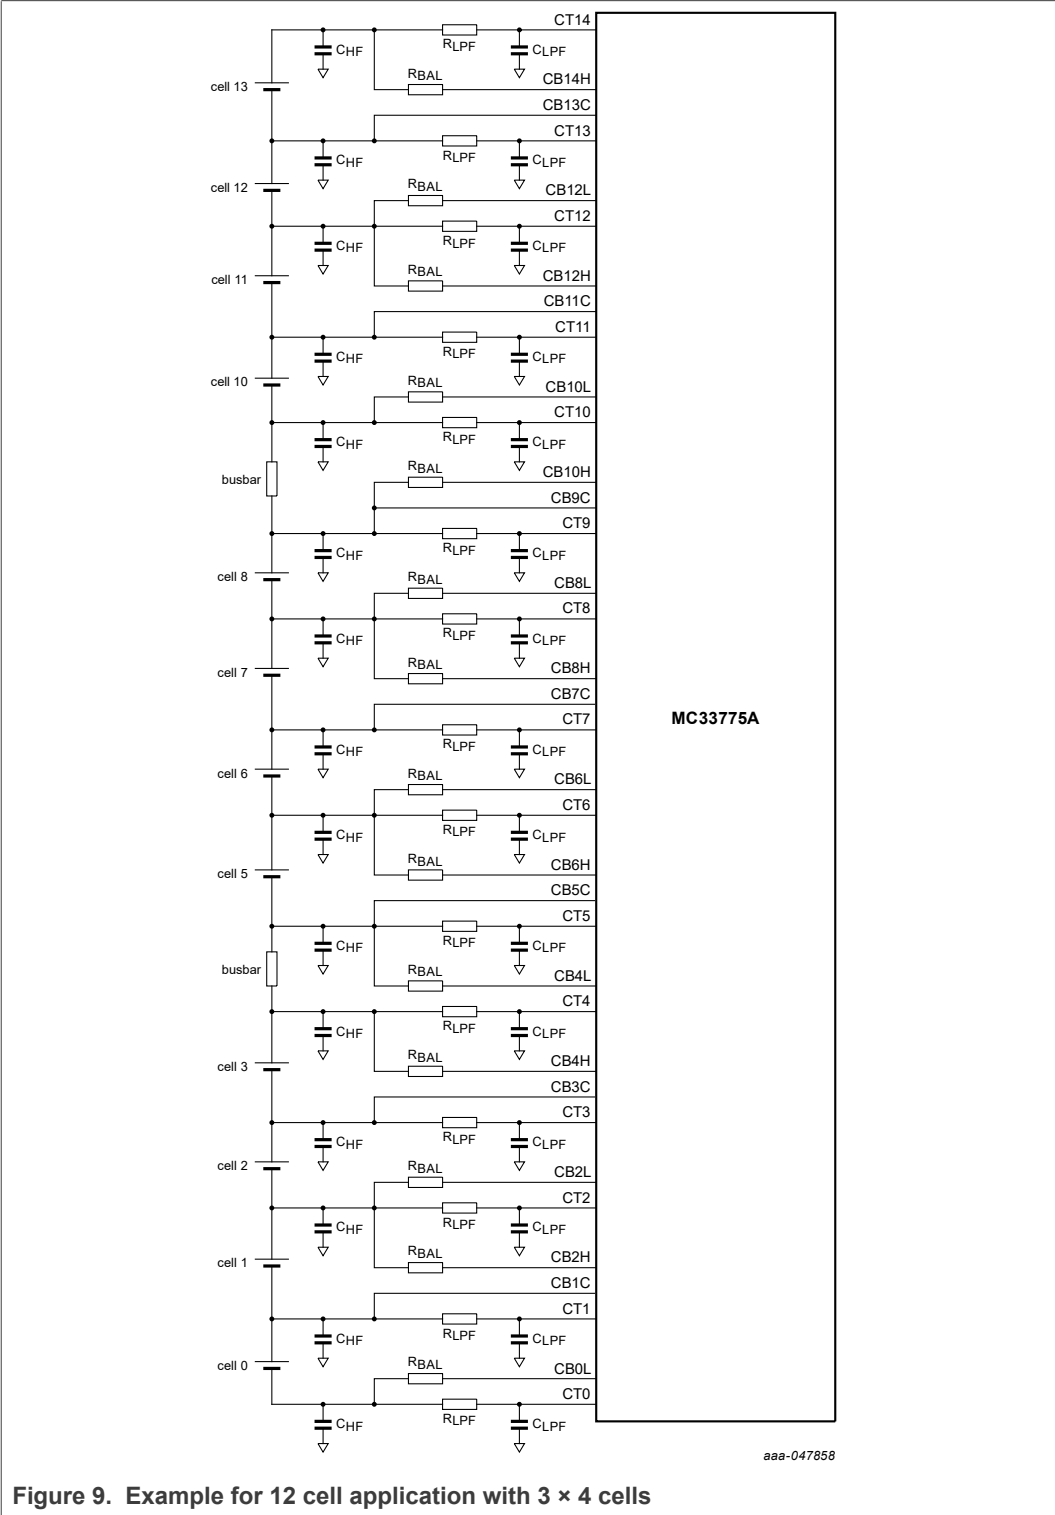 CT14
CHF
RLPF
CLPF
RBAL
CB14H
cell 13
CB13C
CT13
CHF
RLPF
CLPF
RBAL
CB12L
cell 12
CT12
CHF
RLPF
CLPF
RBAL
CB12H
cell 11
CB11C
CT11
CHF
RLPF
CLPF
RBAL
CB10L
cell 10
CT10
CHF
RLPF
CLPF
RBAL
CB10H
busbar
CB9C
CT9
CHF
RLPF
CLPF
RBAL
CB8L
cell 8
CT8
CHF
RLPF
CLPF
RBAL
CB8H
cell 7
CB7C
CT7
MC33775A
CHF
RLPF
CLPF
RBAL
CB6L
cell 6
CT6
CHF
RLPF
CLPF
RBAL
CB6H
cell 5
CB5C
CT5
CHF
RLPF
CLPF
RBAL
CB4L
busbar
CT4
CHF
RLPF
CLPF
RBAL
CB4H
cell 3
CB3C
CT3
CHF
RLPF
CLPF
RBAL
CB2L
cell 2
CT2
CHF
RLPF
CLPF
RBAL
CB2H
cell 1
CB1C
CT1
CHF
RLPF
CLPF
RBAL
CB0L
cell 0
CT0
CHF
RLPF
CLPF
aaa-047858
Figure 9. Example for 12 cell application with 3 × 4 cells